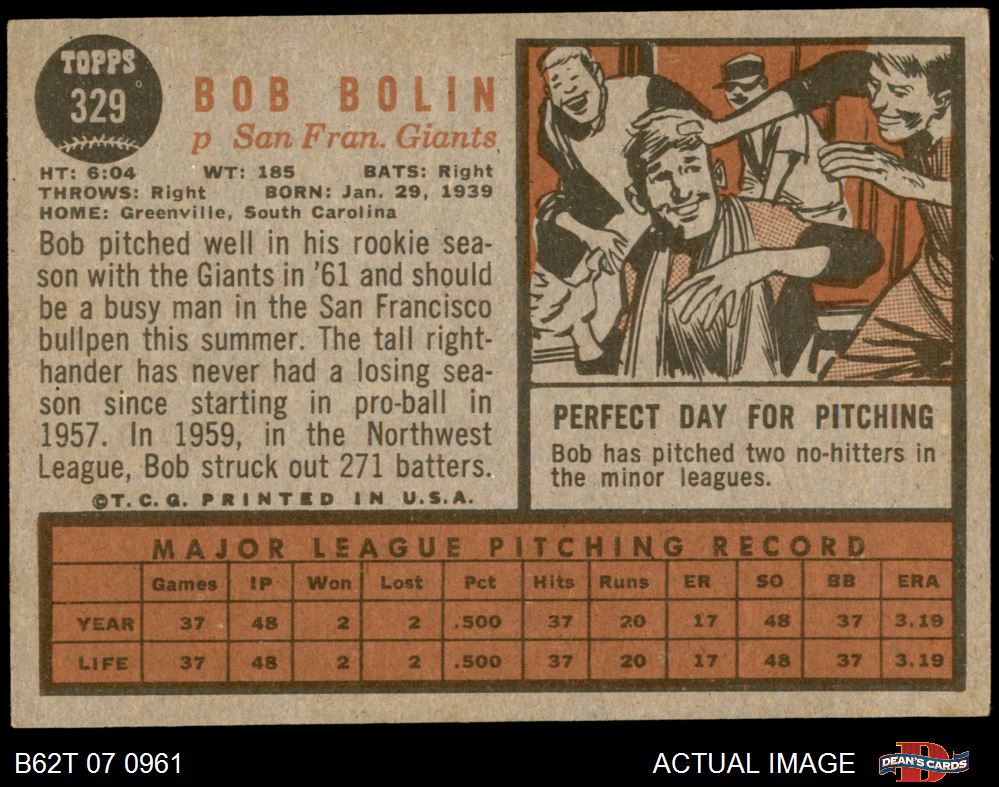 TOPPS
329
BOB BOLIN
p San Fran. Giants
HT: 6:04 WT: 185 BATS: Right
THROWS: Right BORN: Jan. 29, 1939
HOME: Greenville, South Carolina
Bob pitched well in his rookie sea-
son with the Giants in '61 and should
be a busy man in the San Francisco
bullpen this summer. The tall right-
hander has never had a losing sea-
son since starting in pro-ball in
1957. In 1959, in the Northwest
League, Bob struck out 271 batters.
©T.C.G. PRINTED IN U.S.A.
PERFECT DAY FOR PITCHING
Bob has pitched two no-hitters in
the minor leagues.
MAJOR LEAGUE PITCHING RECORD
Games IP Won Lost Pct Hits Runs ER SO BB ERA
YEAR 37 48 2 2 .500 37 20 17 48 37 3.19
LIFE 37 48 2 2 .500 37 20 17 48 37 3.19
B62T 07 0961 ACTUAL IMAGE DEAN'S CARDS